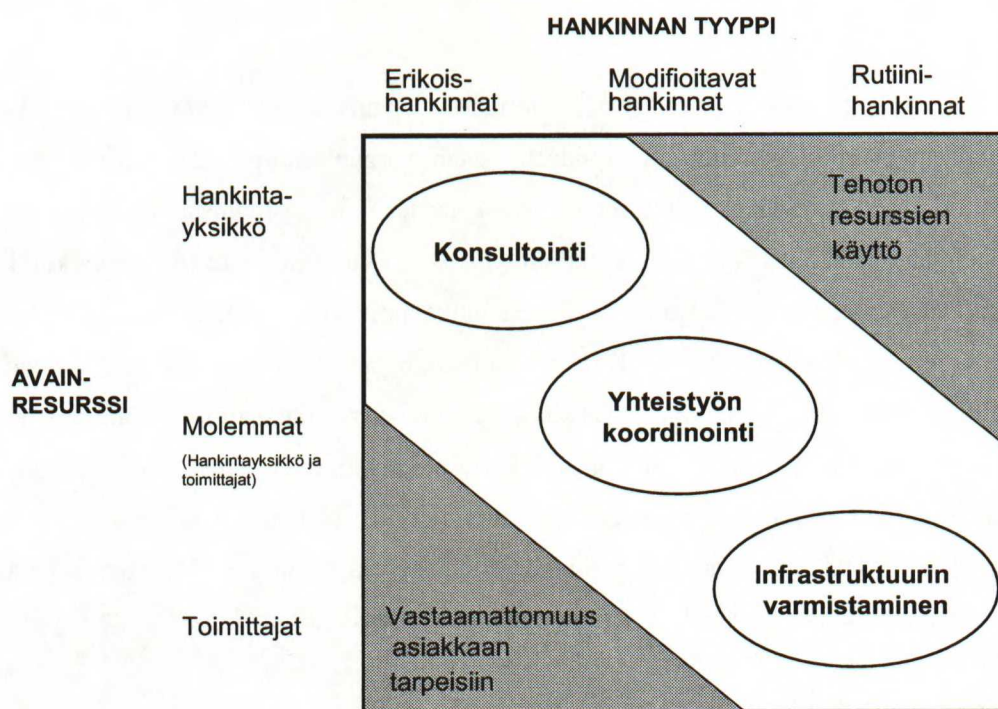 HANKINNAN TYYPPI
Erikois-
hankinnat
Modifioitavat
hankinnat
Rutiini-
hankinnat
Hankinta-
yksikkö
Konsultointi
Tehoton
resurssien
käyttö
AVAIN-
RESURSSI
Molemmat
(Hankintayksikkö ja
toimittajat)
Yhteistyön
koordinointi
Toimittajat
Vastaamattomuus
asiakkaan
tarpeisiin
Infrastruktuurin
varmistaminen